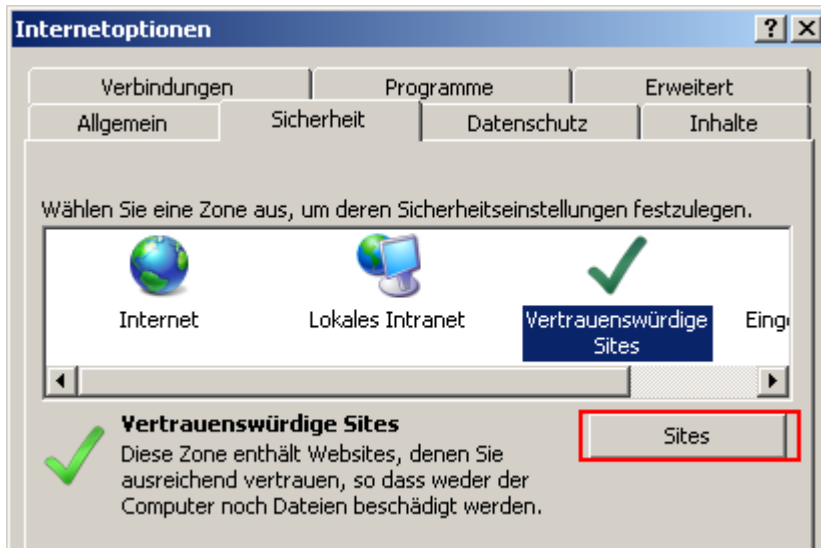 Internetoptionen
Verbindungen Programme Erweitert
Allgemein Sicherheit Datenschutz Inhalte
Wählen Sie eine Zone aus, um deren Sicherheitseinstellungen festzulegen.
Internet Lokales Intranet Vertrauenswürdige
Sites
Vertrauenswürdige Sites
Sites
Diese Zone enthält Websites, denen Sie
ausreichend vertrauen, so dass weder der
Computer noch Dateien beschädigt werden.